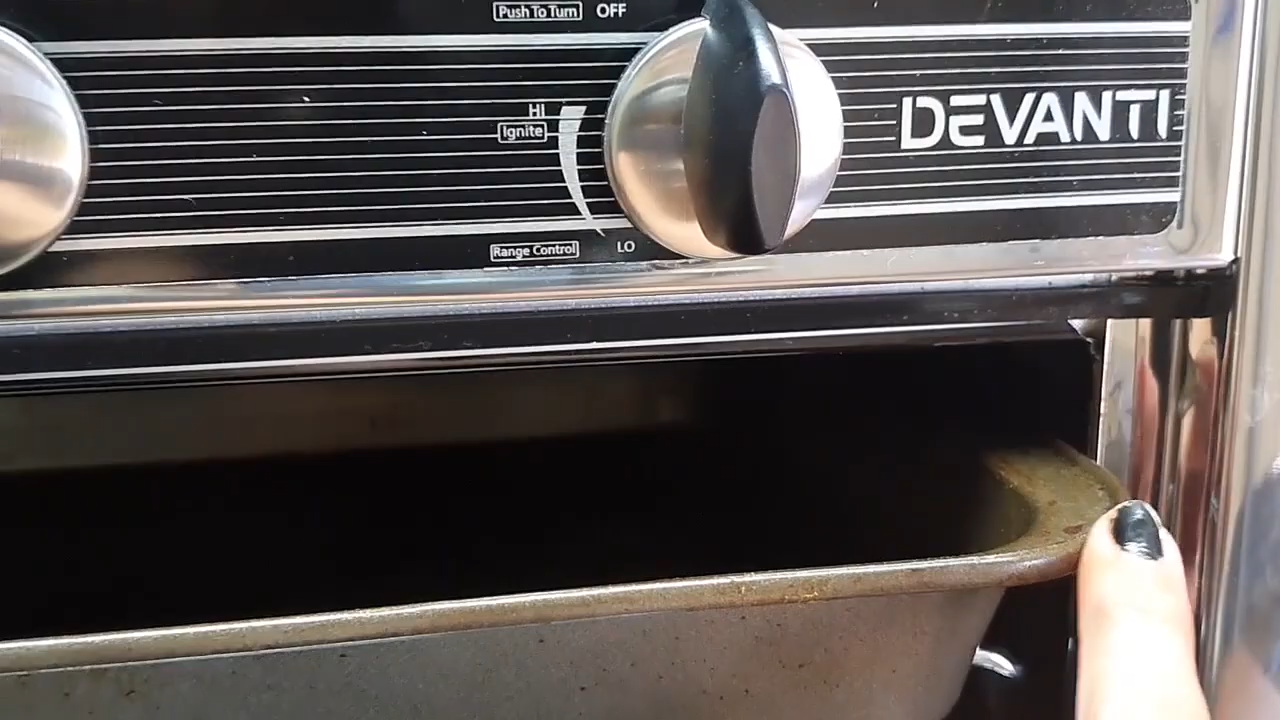 Push To Turn OFF
HI
Ignite
DEVANTI
Range Control LO